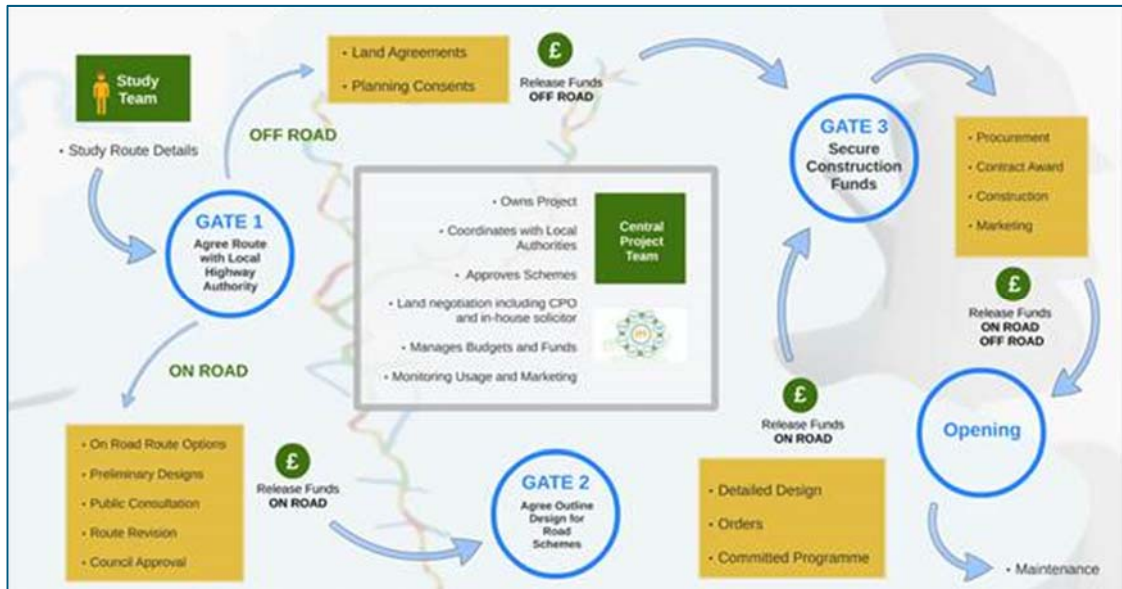 Study
Team
• Study Route Details
GATE 1
Agree Route
with Local
Highway
Authority
OFF ROAD
• Land Agreements
• Planning Consents
£
Release Funds
OFF ROAD
ON ROAD
• On Road Route Options
• Preliminary Designs
• Public Consultation
• Route Revision
• Council Approval
£
Release Funds
ON ROAD
GATE 2
Agree Outline
Design for
Road
Schemes
• Owns Project
• Coordinates with Local
Authorities
• Approves Schemes
• Land negotiation including CPO
and in-house solicitor
• Manages Budgets and Funds
• Monitoring Usage and Marketing
Central
Project
Team
• Detailed Design
• Orders
• Committed Programme
£
Release Funds
ON ROAD
GATE 3
Secure
Construction
Funds
• Procurement
• Contract Award
• Construction
• Marketing
£
Release Funds
ON ROAD
OFF ROAD
Opening
• Maintenance